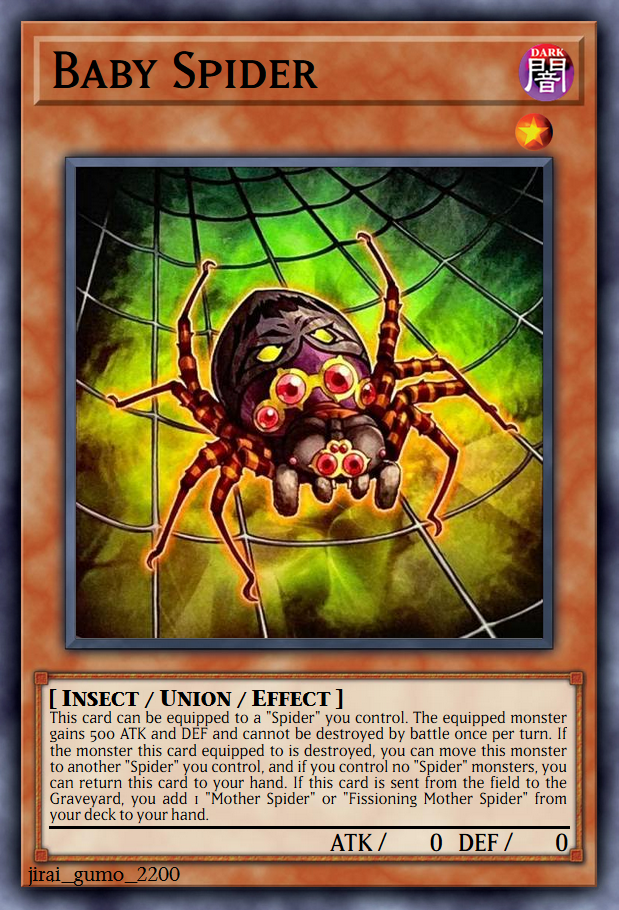 Baby Spider
DARK
闇
[ Insect / Union / Effect ]
This card can be equipped to a "Spider" you control. The equipped monster
gains 500 ATK and DEF and cannot be destroyed by battle once per turn. If
the monster this card equipped to is destroyed, you can move this monster
to another "Spider" you control, and if you control no "Spider" monsters, you
can return this card to your hand. If this card is sent from the field to the
Graveyard, you add 1 "Mother Spider" or "Fissioning Mother Spider" from
your deck to your hand.
ATK / 0 DEF / 0
jirai_gumo_2200